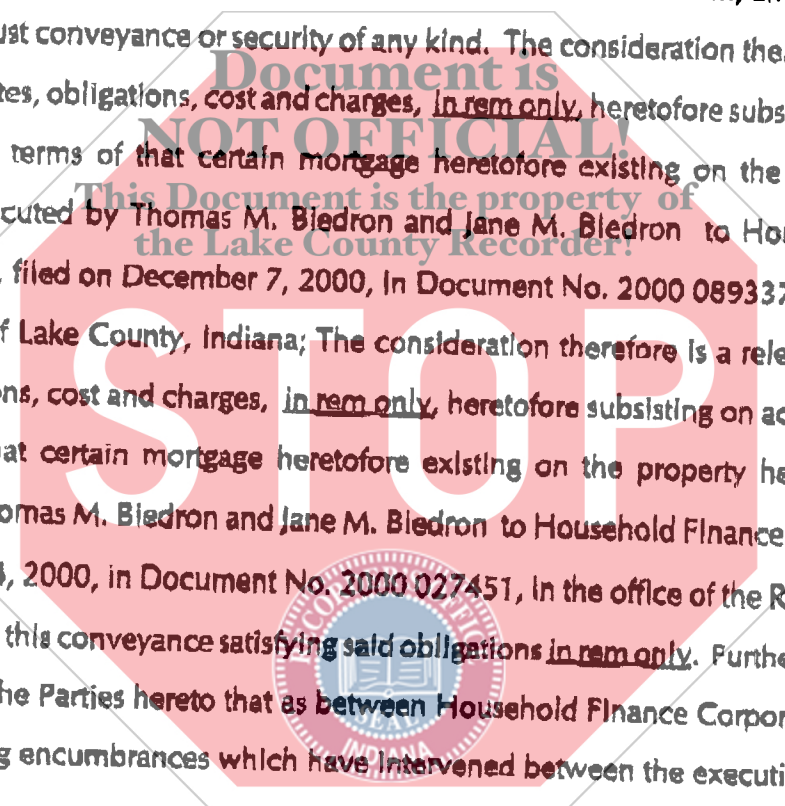 ust conveyance or security of any kind. The consideration the
Document is
tes, obligations, cost and charges, in rem only, heretofore subs
NOT OFFICIAL!
terms of that certain mortgage heretofore existing on the
This Document is the property of
cuted by Thomas M. Biedron and Jane M. Biedron to Ho
the Lake County Recorder!
filed on December 7, 2000, in Document No. 2000 089337
f Lake County, Indiana; The consideration therefore is a rele
STOP
ons, cost and charges, in rem only, heretofore subsisting on ac
at certain mortgage heretofore existing on the property he
omas M. Biedron and Jane M. Biedron to Household Finance
, 2000, in Document No. 2000 027451, in the office of the R
RECORDER'S OFFIC
this conveyance satisfying said obligations in rem only. Furthe
he Parties hereto that as between Household Finance Corpor
SEAL
INDIANA
g encumbrances which have intervened between the executi